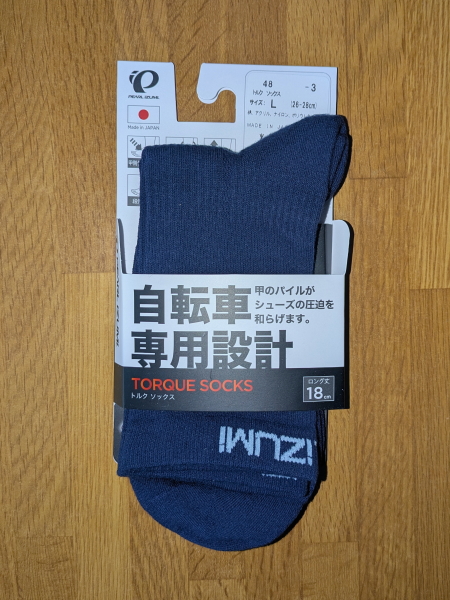 PEARL iZUMi
Made in JAPAN
48 -3
トルク ソックス
サイズ: L (26-28cm)
MADE IN
自転車
専用設計
甲のパイルが
シューズの圧迫を
和らげます。
TORQUE SOCKS
トルク ソックス
ロング丈
18cm
iZUMi